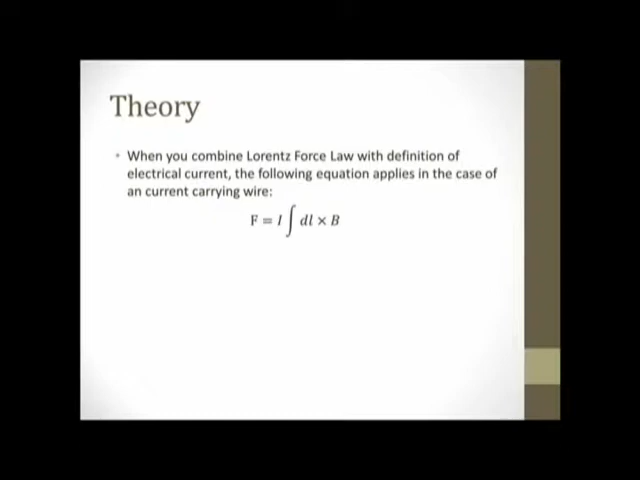 Theory
• When you combine Lorentz Force Law with definition of
electrical current, the following equation applies in the case of
an current carrying wire:
F = I ∫ dl × B